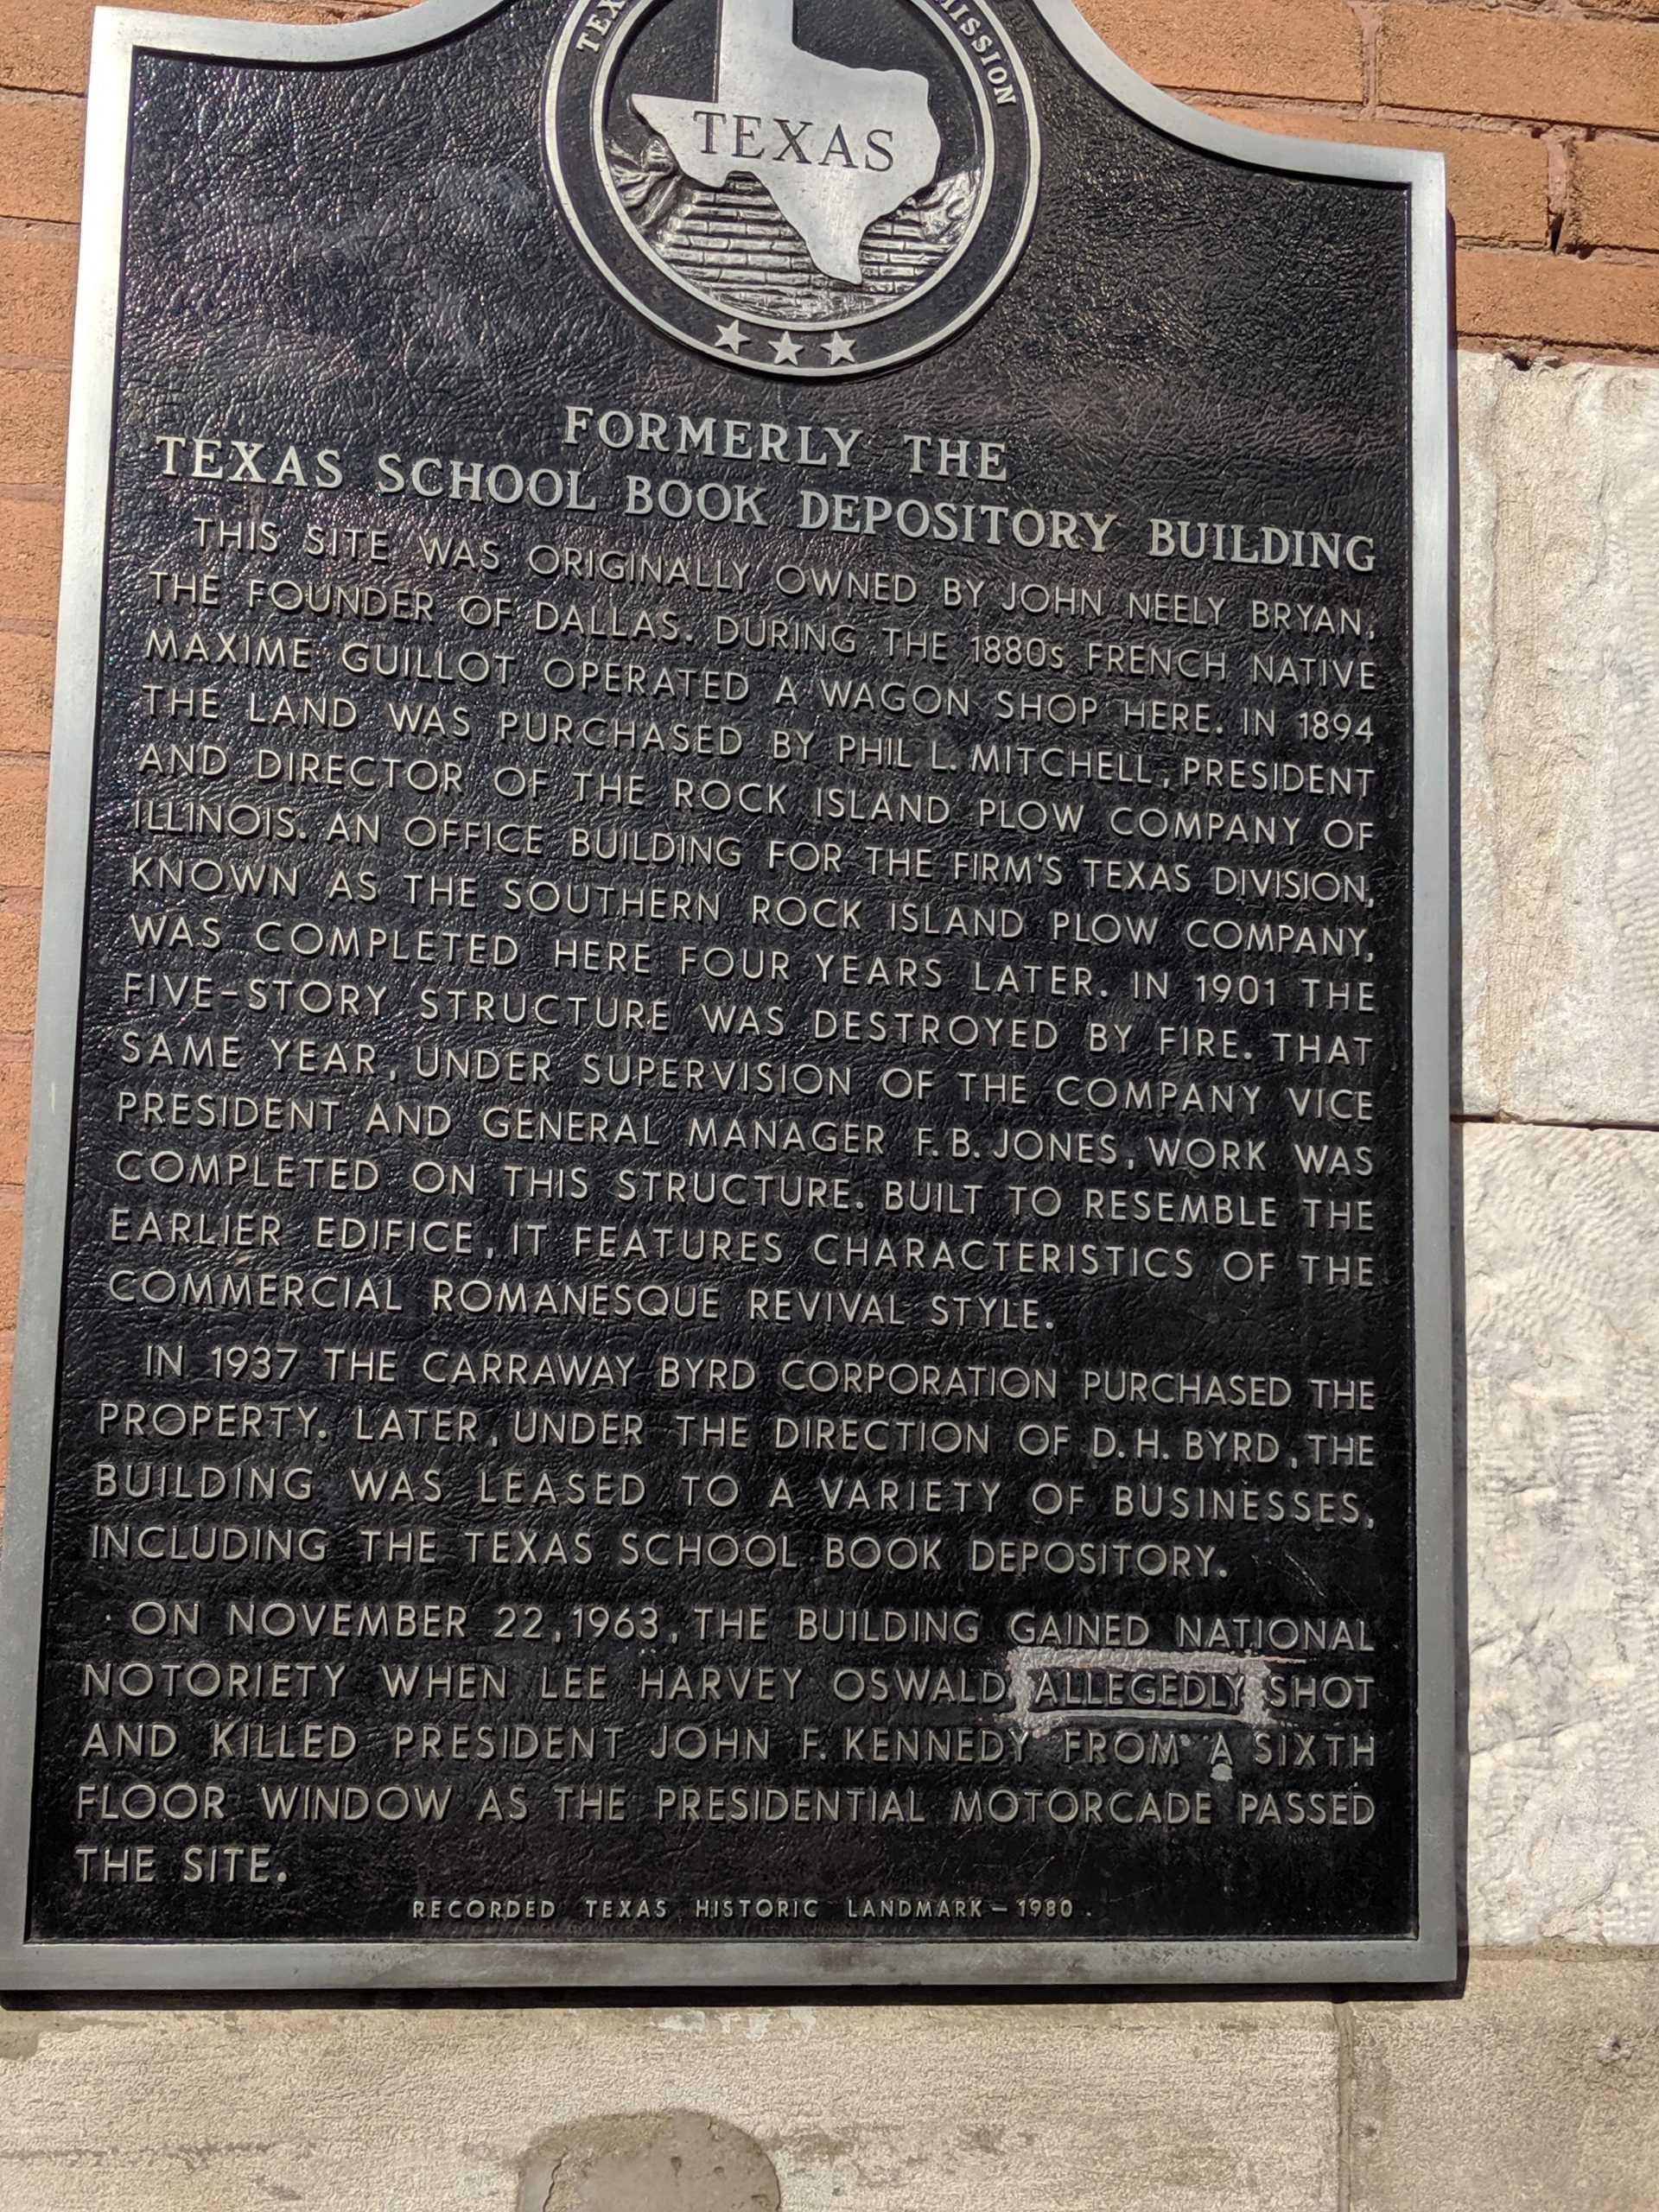 TEX MISSION
TEXAS
FORMERLY THE
TEXAS SCHOOL BOOK DEPOSITORY BUILDING
THIS SITE WAS ORIGINALLY OWNED BY JOHN NEELY BRYAN,
THE FOUNDER OF DALLAS. DURING THE 1880s FRENCH NATIVE
MAXIME GUILLOT OPERATED A WAGON SHOP HERE. IN 1894
THE LAND WAS PURCHASED BY PHIL L. MITCHELL, PRESIDENT
AND DIRECTOR OF THE ROCK ISLAND PLOW COMPANY OF
ILLINOIS. AN OFFICE BUILDING FOR THE FIRM'S TEXAS DIVISION,
KNOWN AS THE SOUTHERN ROCK ISLAND PLOW COMPANY,
WAS COMPLETED HERE FOUR YEARS LATER. IN 1901 THE
FIVE-STORY STRUCTURE WAS DESTROYED BY FIRE. THAT
SAME YEAR, UNDER SUPERVISION OF THE COMPANY VICE
PRESIDENT AND GENERAL MANAGER F. B. JONES, WORK WAS
COMPLETED ON THIS STRUCTURE. BUILT TO RESEMBLE THE
EARLIER EDIFICE, IT FEATURES CHARACTERISTICS OF THE
COMMERCIAL ROMANESQUE REVIVAL STYLE.
IN 1937 THE CARRAWAY BYRD CORPORATION PURCHASED THE
PROPERTY. LATER, UNDER THE DIRECTION OF D. H. BYRD, THE
BUILDING WAS LEASED TO A VARIETY OF BUSINESSES,
INCLUDING THE TEXAS SCHOOL BOOK DEPOSITORY.
ON NOVEMBER 22, 1963, THE BUILDING GAINED NATIONAL
NOTORIETY WHEN LEE HARVEY OSWALD ALLEGEDLY SHOT
AND KILLED PRESIDENT JOHN F. KENNEDY FROM A SIXTH
FLOOR WINDOW AS THE PRESIDENTIAL MOTORCADE PASSED
THE SITE.
RECORDED TEXAS HISTORIC LANDMARK – 1980